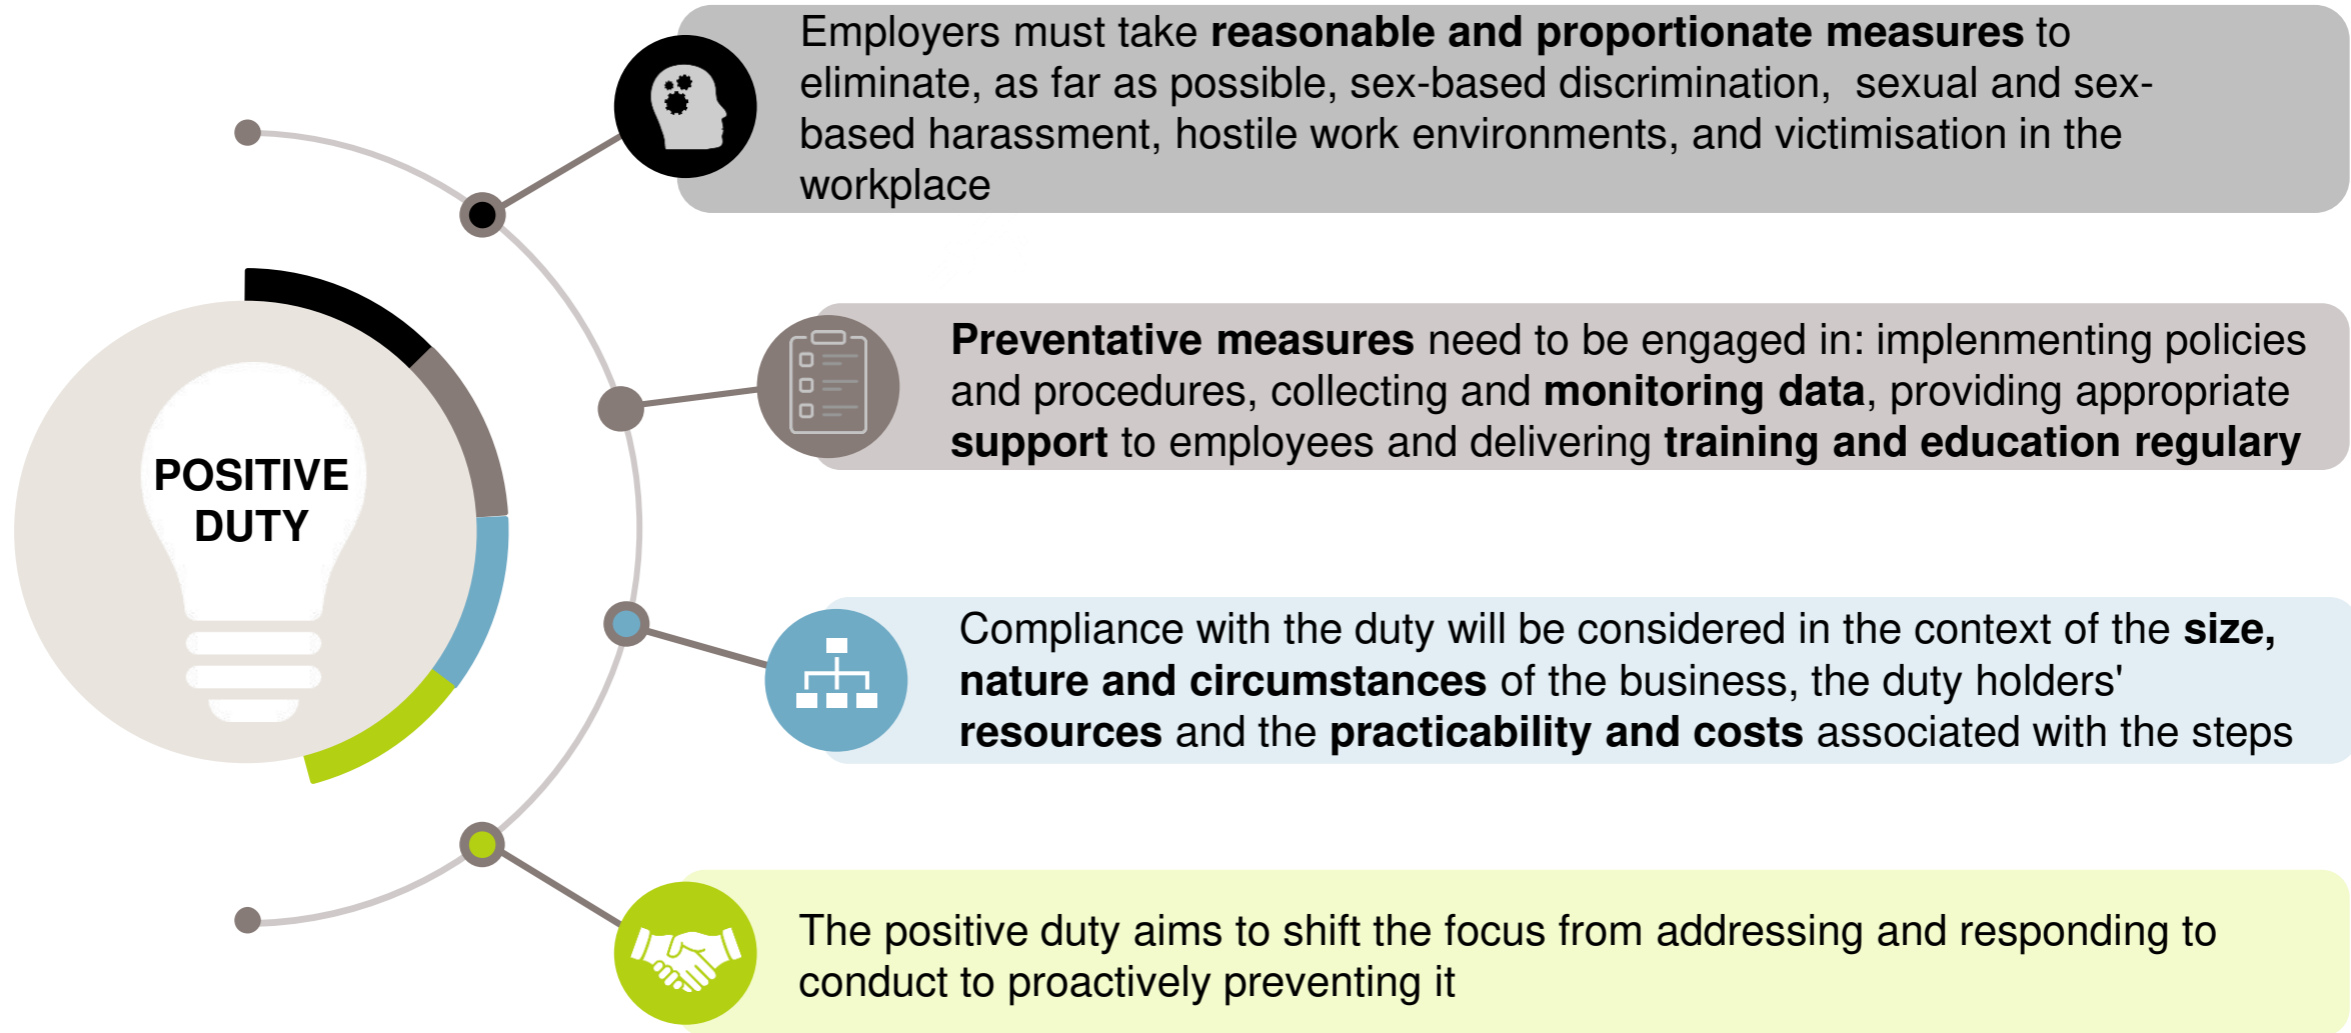 POSITIVE
DUTY
Employers must take reasonable and proportionate measures to
eliminate, as far as possible, sex-based discrimination,  sexual and sex-
based harassment, hostile work environments, and victimisation in the
workplace
Preventative measures need to be engaged in: implenmenting policies
and procedures, collecting and monitoring data, providing appropriate
support to employees and delivering training and education regulary
Compliance with the duty will be considered in the context of the size,
nature and circumstances of the business, the duty holders'
resources and the practicability and costs associated with the steps
The positive duty aims to shift the focus from addressing and responding to
conduct to proactively preventing it